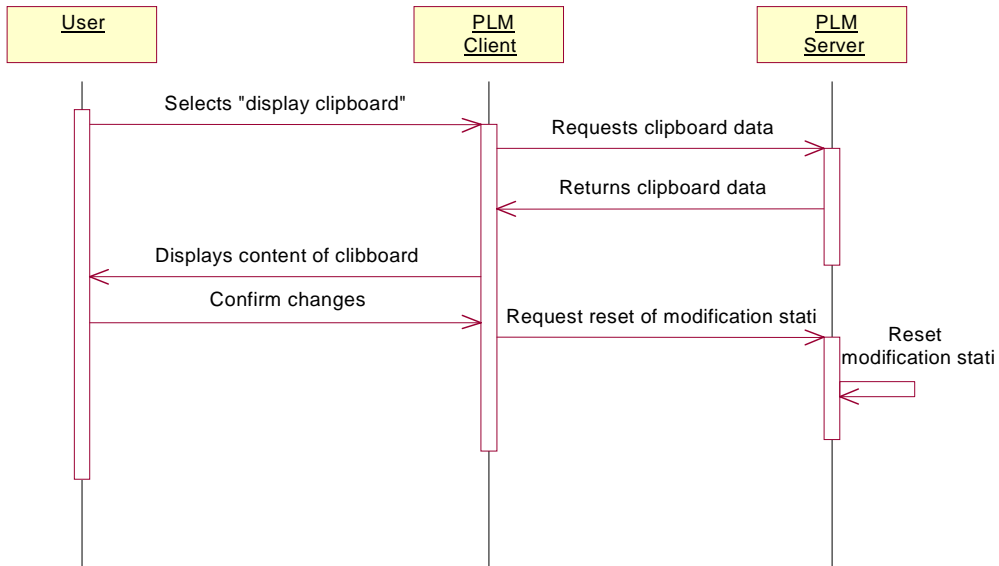 User
PLM
Client
PLM
Server
Selects "display clipboard"
Requests clipboard data
Returns clipboard data
Displays content of clibboard
Confirm changes
Request reset of modification stati
Reset
modification stati